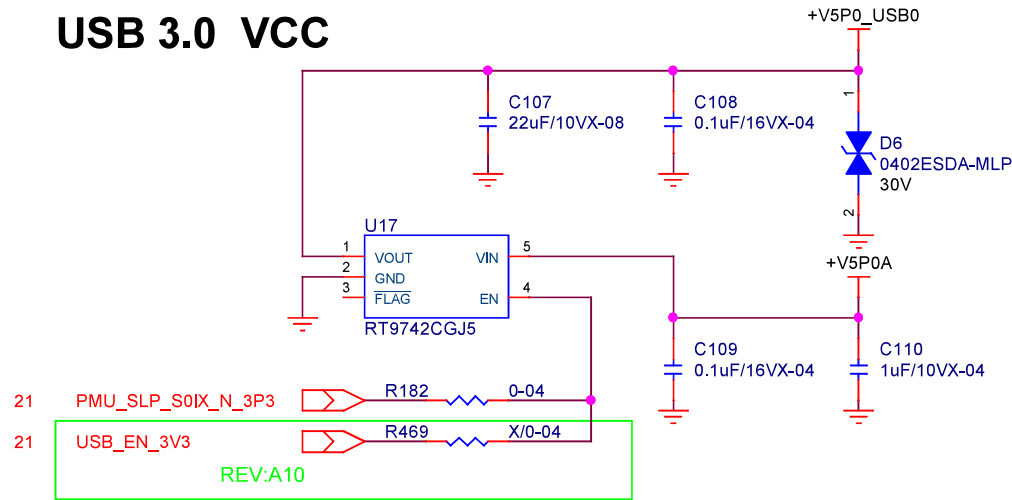 USB 3.0 VCC
+V5P0_USB0
C107
22uF/10VX-08
C108
0.1uF/16VX-04
1
D6
0402ESDA-MLP
30V
2
U17
1
VOUT
VIN
5
2
GND
3
FLAG
EN
4
RT9742CGJ5
+V5P0A
C109
0.1uF/16VX-04
C110
1uF/10VX-04
21 PMU_SLP_S0IX_N_3P3 R182 0-04
21 USB_EN_3V3 R469 X/0-04
REV:A10